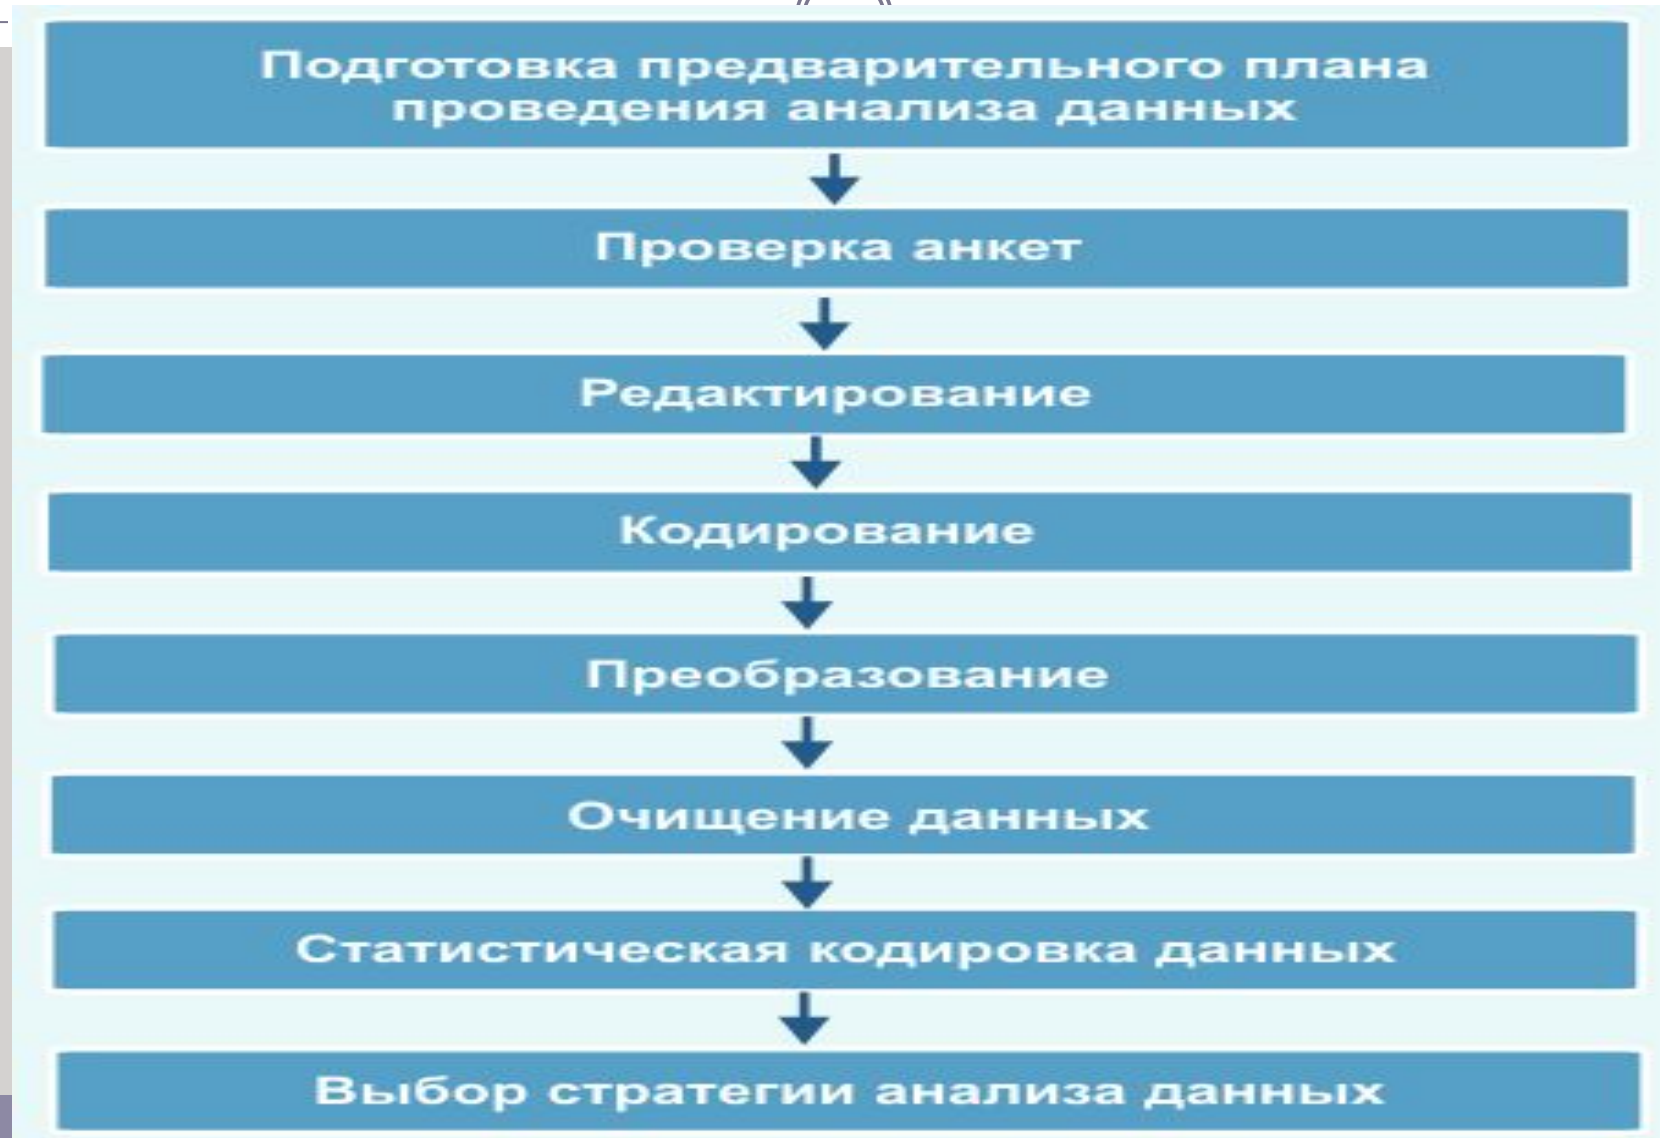 Подготовка предварительного плана
проведения анализа данных
Проверка анкет
Редактирование
Кодирование
Преобразование
Очищение данных
Статистическая кодировка данных
Выбор стратегии анализа данных